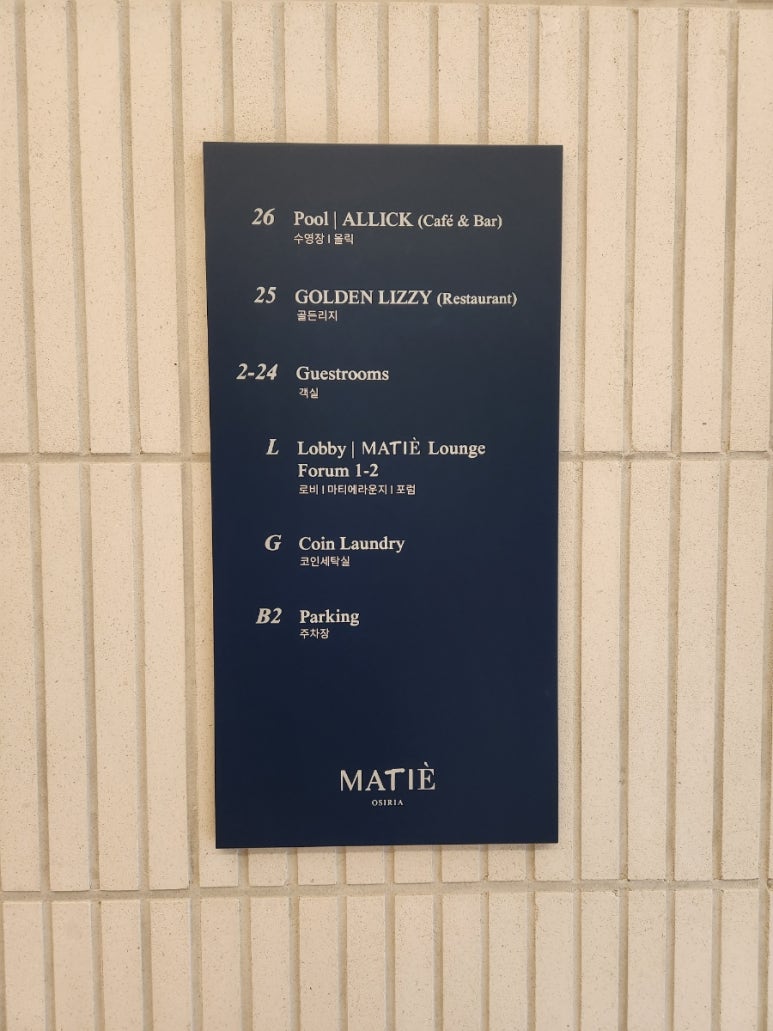 26 Pool | ALLICK (Café & Bar)
수영장 I 올릭
25 GOLDEN LIZZY (Restaurant)
골든리지
2-24 Guestrooms
객실
L Lobby | MATIÈ Lounge
Forum 1-2
로비 I 마티에라운지 I 포럼
G Coin Laundry
코인세탁실
B2 Parking
주차장
MATIÈ
OSIRIA